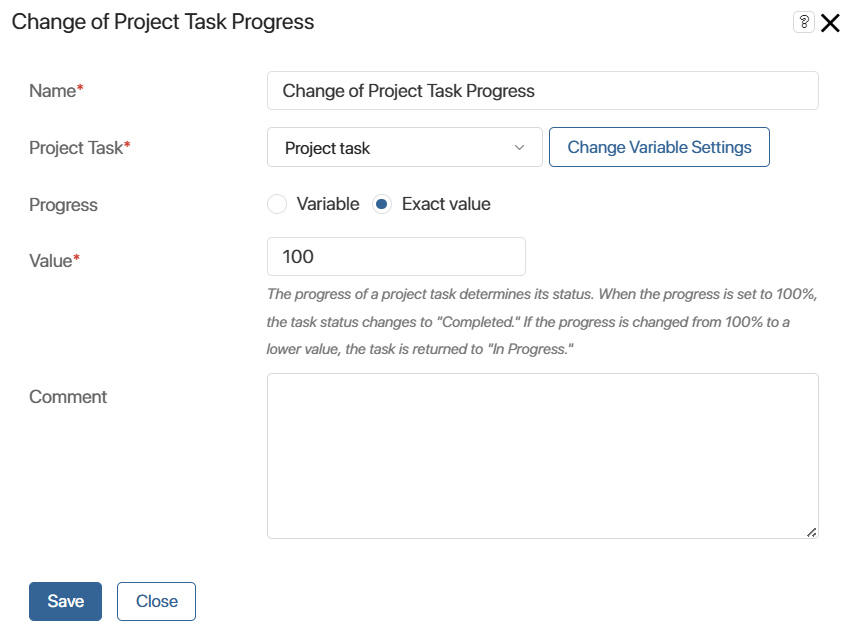 Change of Project Task Progress
?
Name*
Change of Project Task Progress
Project Task*
Project task
Change Variable Settings
Progress
Variable
Exact value
Value*
100
The progress of a project task determines its status. When the progress is set to 100%,
the task status changes to "Completed." If the progress is changed from 100% to a
lower value, the task is returned to "In Progress."
Comment
Save
Close